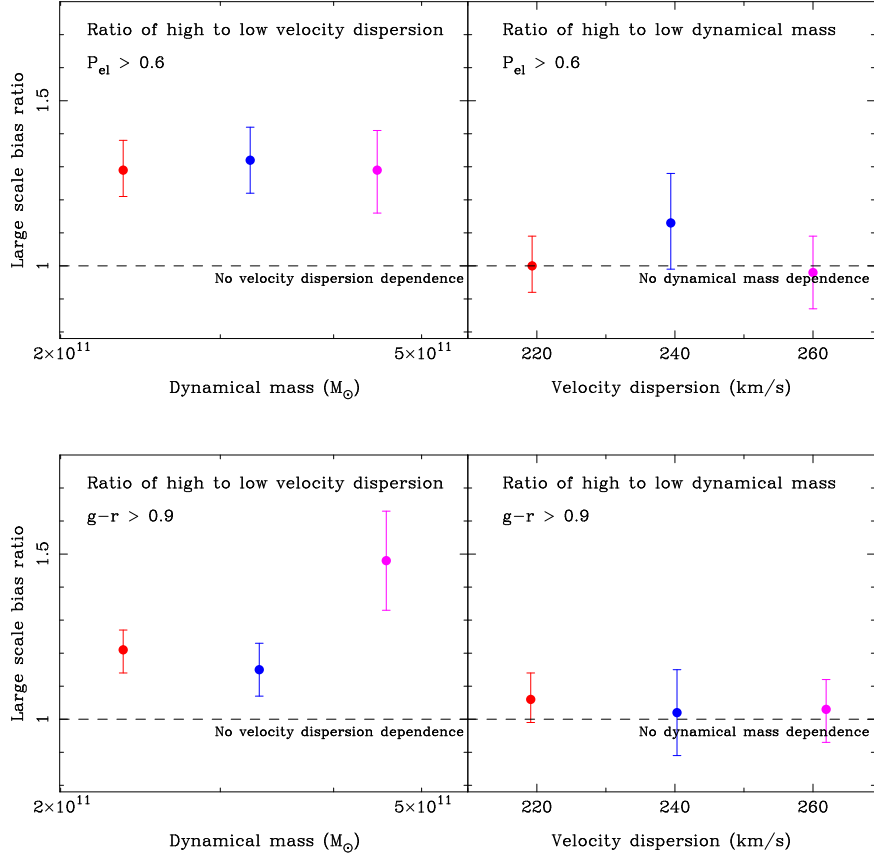 Ratio of high to low velocity dispersion
P_el > 0.6
Large scale bias ratio
1.5
1
No velocity dispersion dependence
2×10^11
5×10^11
Dynamical mass (M_⊙)
Ratio of high to low dynamical mass
P_el > 0.6
No dynamical mass dependence
220
240
260
Velocity dispersion (km/s)
Ratio of high to low velocity dispersion
g−r > 0.9
Large scale bias ratio
1.5
1
No velocity dispersion dependence
2×10^11
5×10^11
Dynamical mass (M_⊙)
Ratio of high to low dynamical mass
g−r > 0.9
No dynamical mass dependence
220
240
260
Velocity dispersion (km/s)